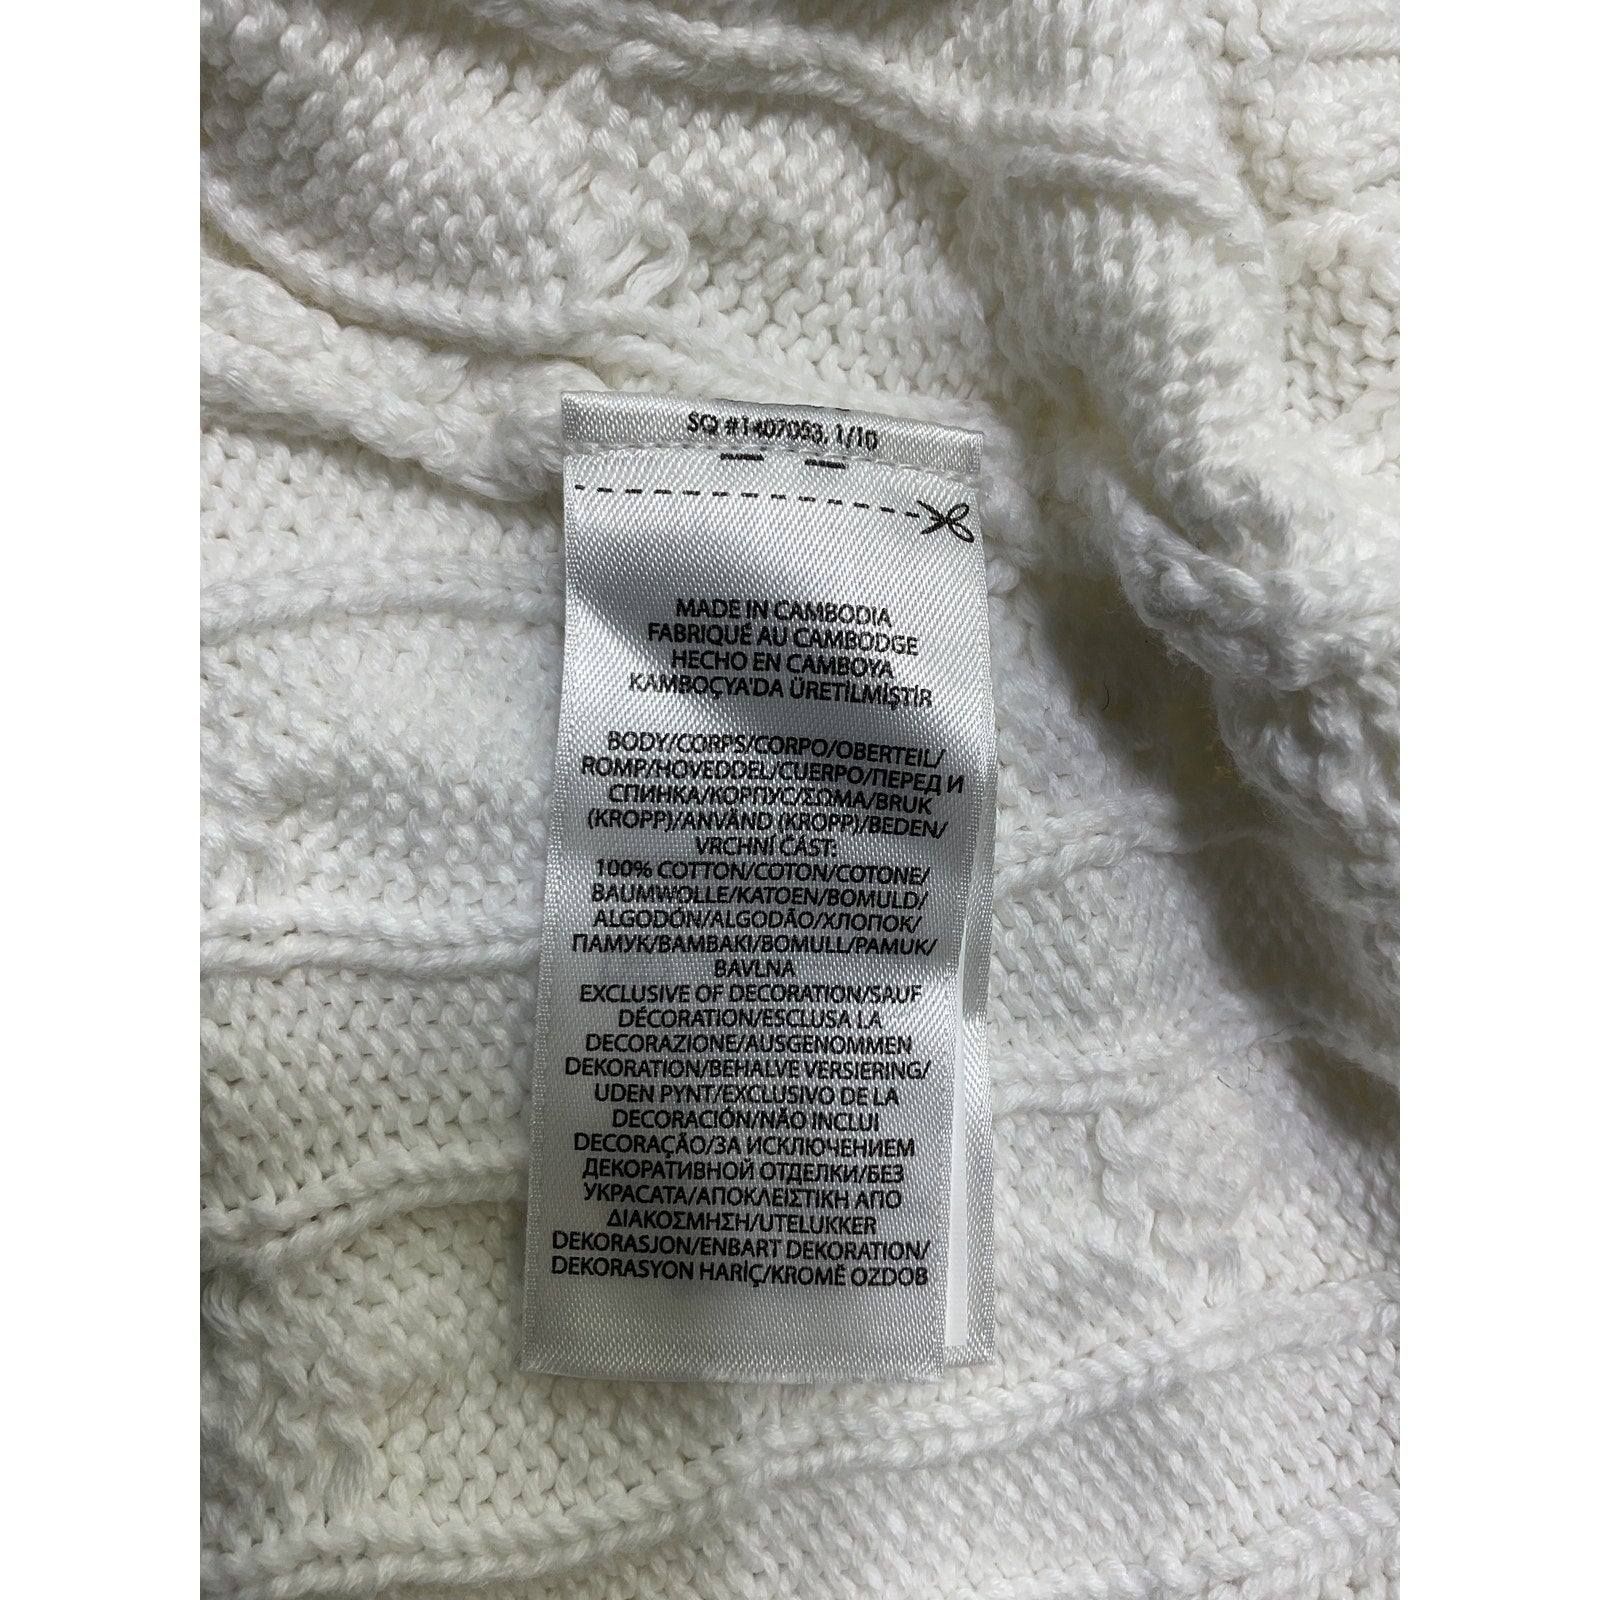 SQ #1407053, 1/10
MADE IN CAMBODIA
FABRIQUÉ AU CAMBODGE
HECHO EN CAMBOYA
KAMBOÇYA'DA ÜRETİLMİŞTİR
BODY/CORPS/CORPO/OBERTEIL/
ROMP/HOVEDDEL/CUERPO/ПЕРЕД И
СПИНКА/КОРПУС/ΣΩΜΑ/BRUK
(KROPP)/ANVÄND (KROPP)/BEDEN/
VRCHNÍ ČÁST:
100% COTTON/COTON/COTONE/
BAUMWOLLE/KATOEN/BOMULD/
ALGODÓN/ALGODÃO/ХЛОПОК/
ПАМУК/ΒΑΜΒΑΚΙ/BOMULL/PAMUK/
BAVLNA
EXCLUSIVE OF DECORATION/SAUF
DÉCORATION/ESCLUSA LA
DECORAZIONE/AUSGENOMMEN
DEKORATION/BEHALVE VERSIERING/
UDEN PYNT/EXCLUSIVO DE LA
DECORACIÓN/NÃO INCLUI
DECORAÇÃO/ЗА ИСКЛЮЧЕНИЕМ
ДЕКОРАТИВНОЙ ОТДЕЛКИ/БЕЗ
УКРАСАТА/ΑΠΟΚΛΕΙΣΤΙΚΗ ΑΠΟ
ΔΙΑΚΟΣΜΗΣΗ/UTELUKKER
DEKORASJON/ENBART DEKORATION/
DEKORASYON HARİÇ/KROMĚ OZDOB